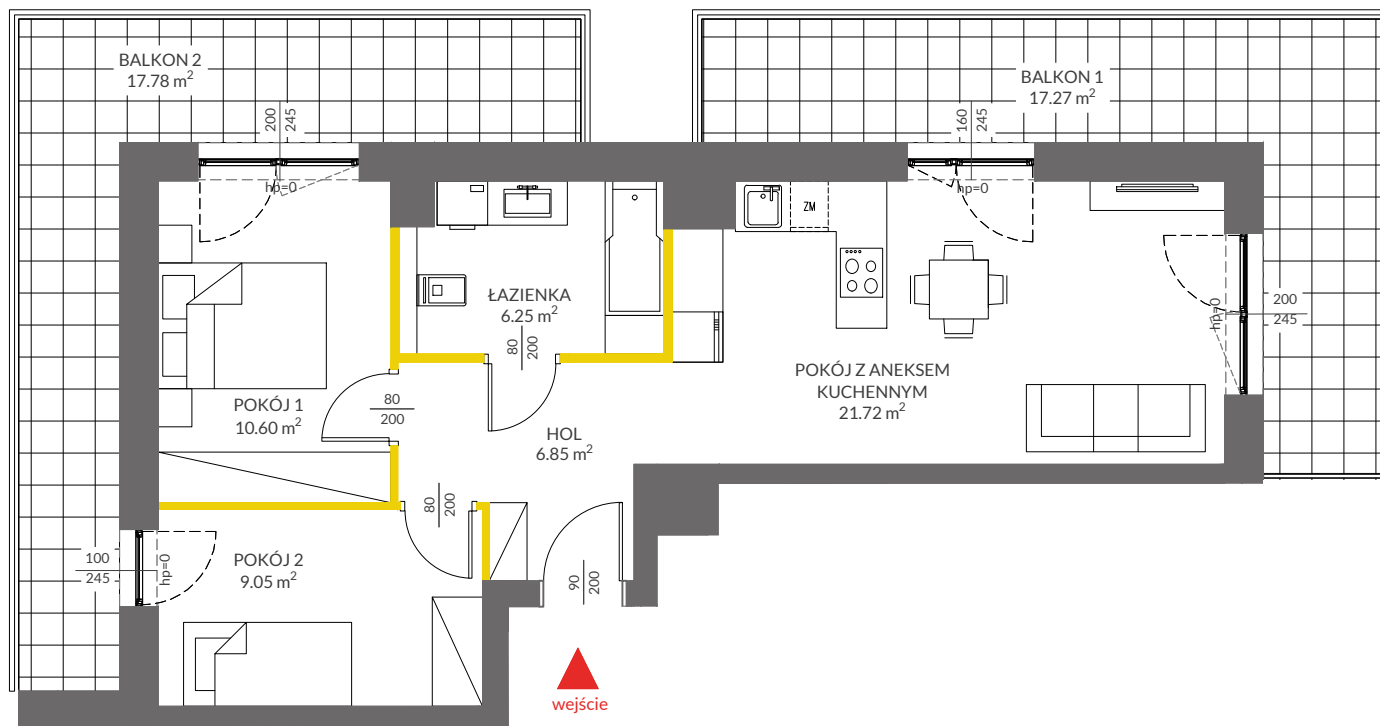 BALKON 2
17.78 m²
BALKON 1
17.27 m²
200
245
hp=0
160
245
hp=0
ZM
ŁAZIENKA
6.25 m²
80
200
200
245
hp=0
POKÓJ Z ANEKSEM
KUCHENNYM
21.72 m²
POKÓJ 1
10.60 m²
80
200
HOL
6.85 m²
80
200
100
245
hp=0
POKÓJ 2
9.05 m²
90
200
wejście